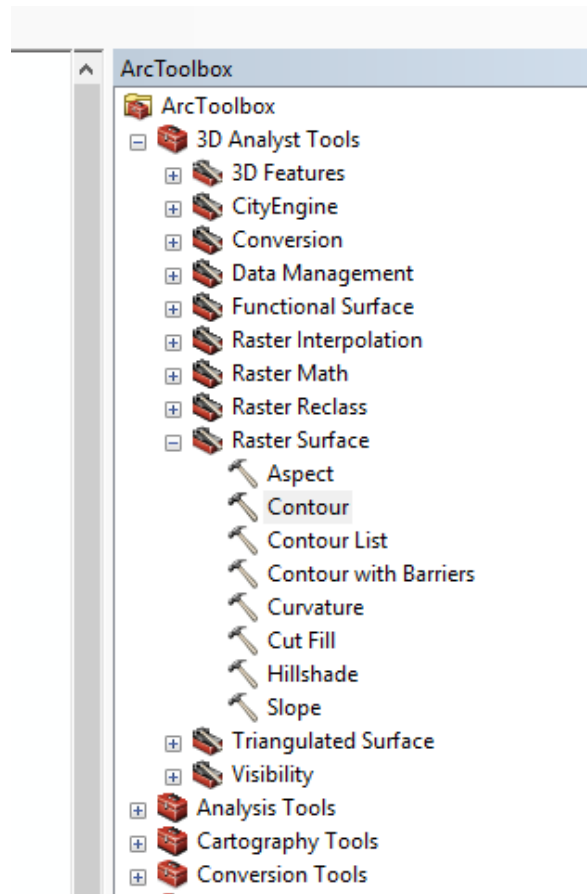 ArcToolbox
ArcToolbox
3D Analyst Tools
3D Features
CityEngine
Conversion
Data Management
Functional Surface
Raster Interpolation
Raster Math
Raster Reclass
Raster Surface
Aspect
Contour
Contour List
Contour with Barriers
Curvature
Cut Fill
Hillshade
Slope
Triangulated Surface
Visibility
Analysis Tools
Cartography Tools
Conversion Tools